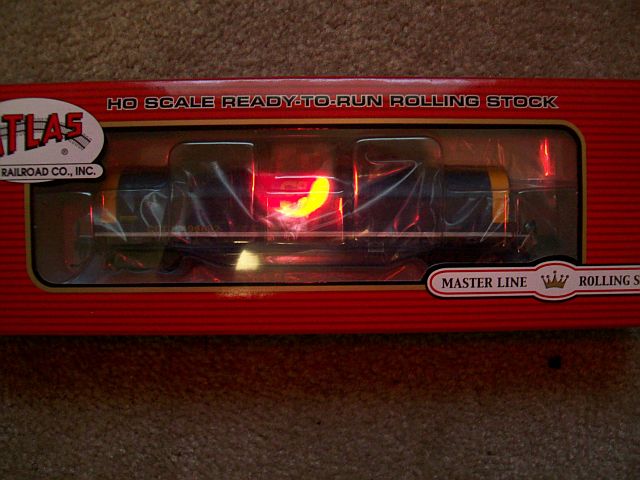 HO SCALE READY-TO-RUN ROLLING STOCK
ATLAS
®
RAILROAD CO., INC.
MASTER LINE ROLLING S